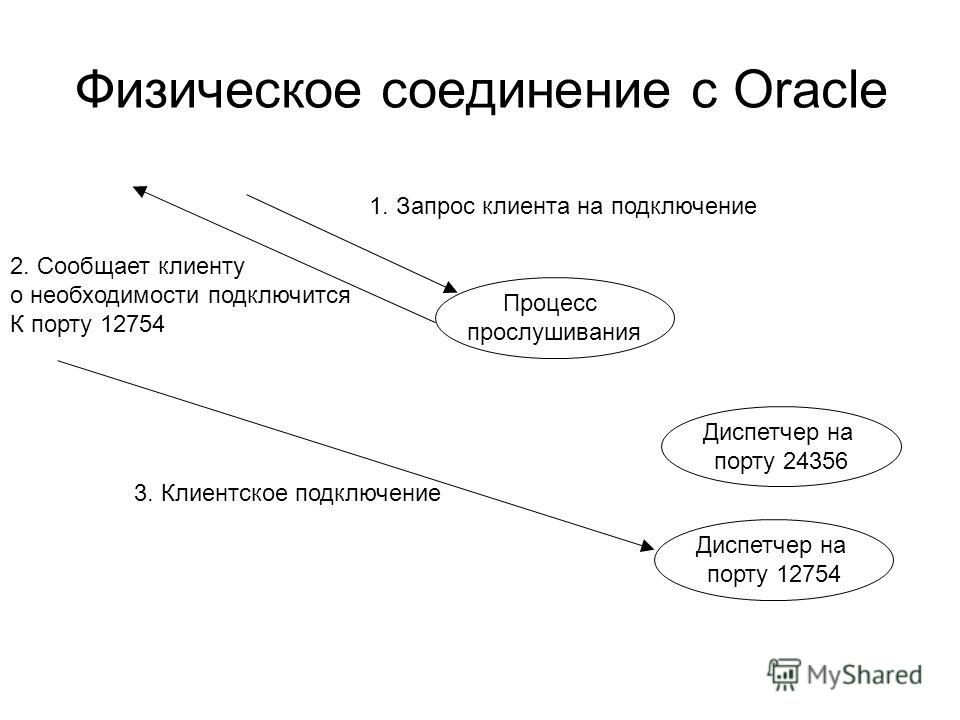 Физическое соединение с Oracle
1. Запрос клиента на подключение
2. Сообщает клиенту
о необходимости подключится
К порту 12754
Процесс
прослушивания
Диспетчер на
порту 24356
3. Клиентское подключение
Диспетчер на
порту 12754
MyShared